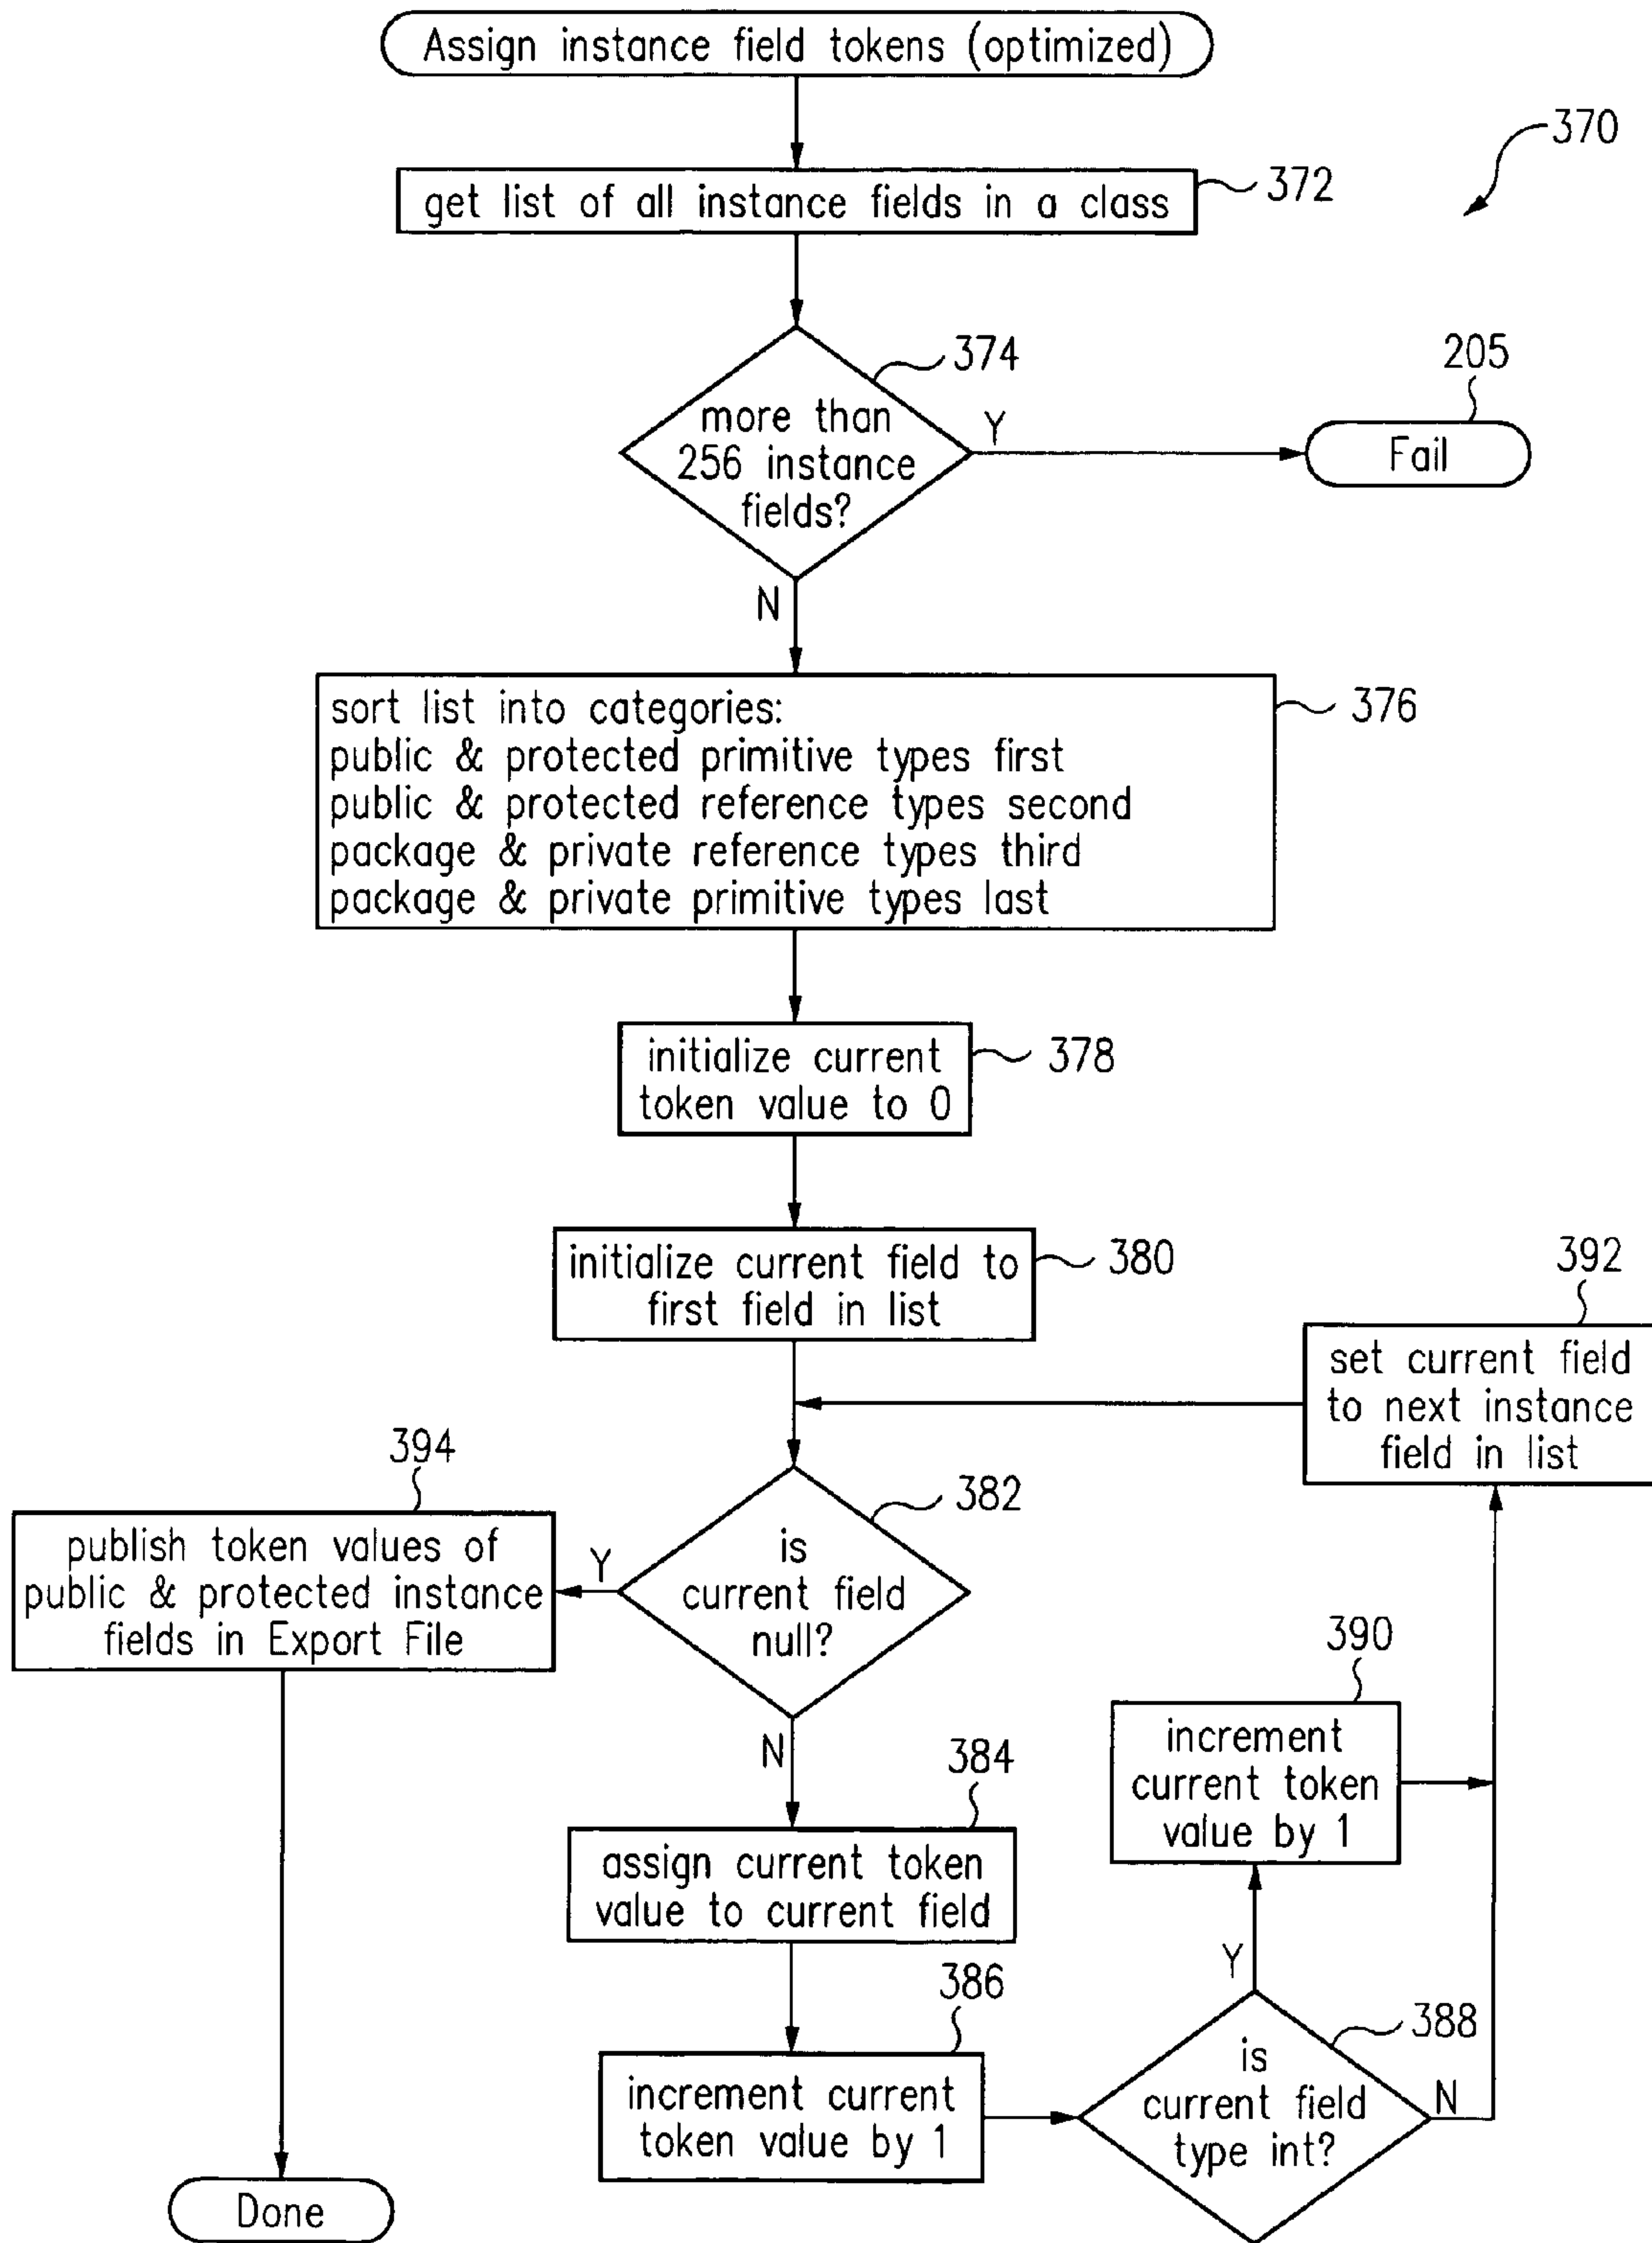 Assign instance field tokens (optimized)
370
get list of all instance fields in a class
372
374
more than
256 instance
fields?
Y
205
Fail
N
sort list into categories:
public & protected primitive types first
public & protected reference types second
package & private reference types third
package & private primitive types last
376
initialize current
token value to 0
378
initialize current field to
first field in list
380
392
set current field
to next instance
field in list
394
publish token values of
public & protected instance
fields in Export File
Y
382
is
current field
null?
N
390
increment
current token
value by 1
384
assign current token
value to current field
Y
386
increment current
token value by 1
388
is
current field
type int?
N
Done